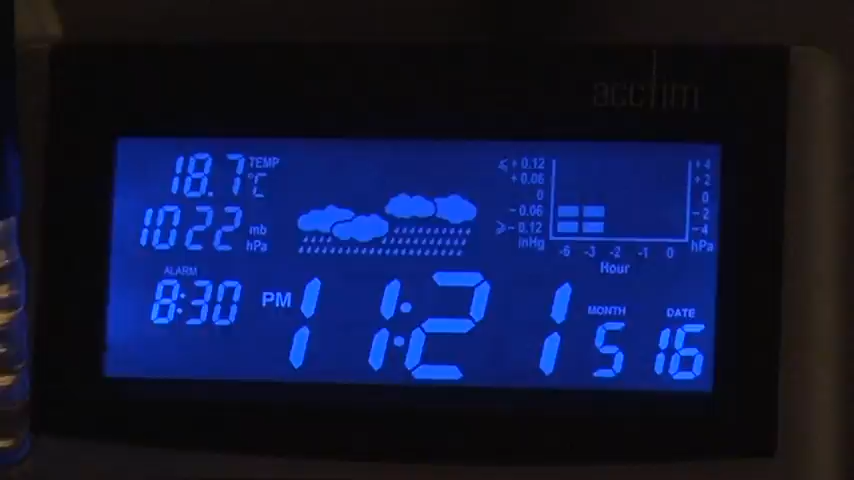 acctim
18.7 TEMP °C
1022 mb hPa
ALARM
8:30
PM 11:21
MONTH
5
DATE
16
+0.12 +4
+0.06 +2
0 0
-0.06 -2
-0.12 -4
inHg hPa
-6 -3 -2 -1 0
Hour